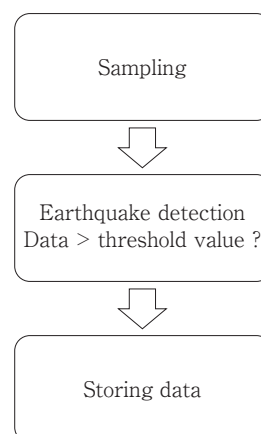 Sampling
Earthquake detection
Data > threshold value ?
Storing data